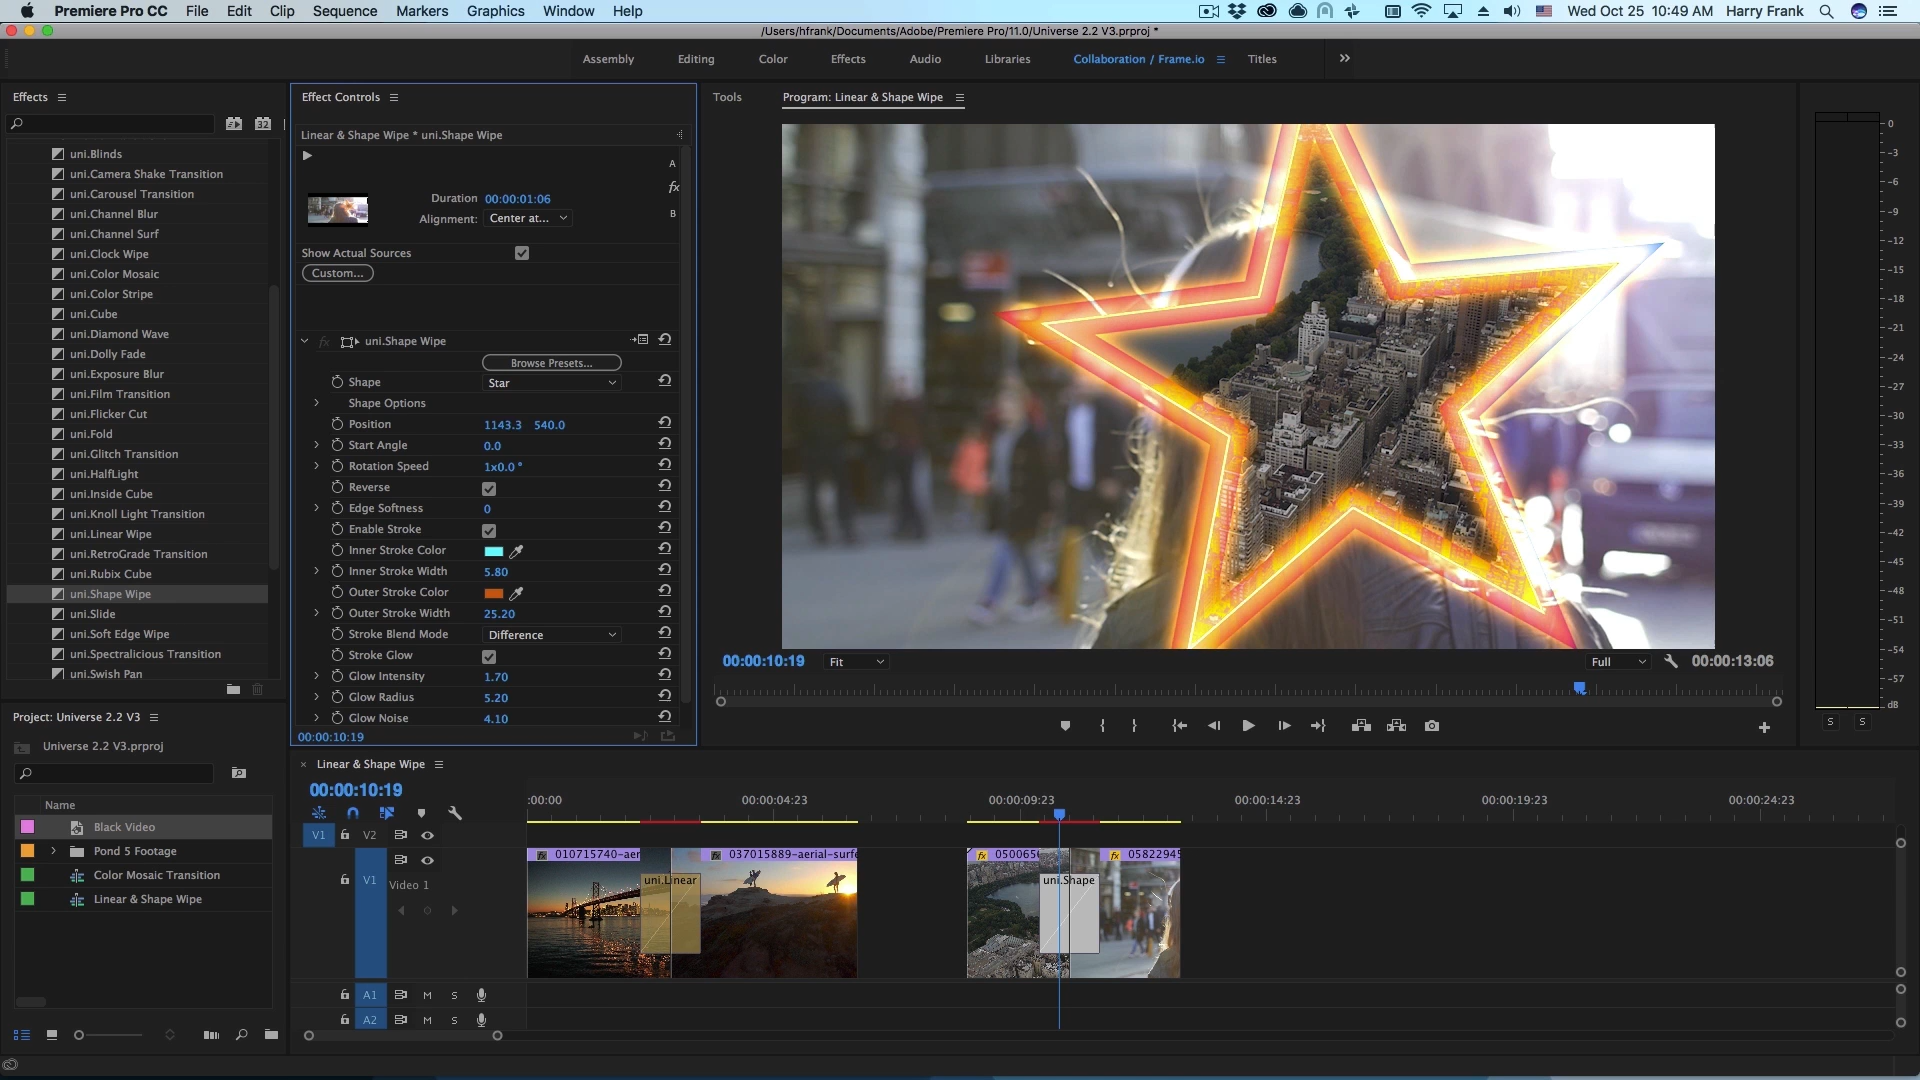 Premiere Pro CC File Edit Clip Sequence Markers Graphics Window Help Wed Oct 25 10:49 AM Harry Frank
/Users/hfrank/Documents/Adobe/Premiere Pro/11.0/Universe 2.2 V3.prproj *
Assembly Editing Color Effects Audio Libraries Collaboration / Frame.io Titles
Effects
32
uni.Blinds
uni.Camera Shake Transition
uni.Carousel Transition
uni.Channel Blur
uni.Channel Surf
uni.Clock Wipe
uni.Color Mosaic
uni.Color Stripe
uni.Cube
uni.Diamond Wave
uni.Dolly Fade
uni.Exposure Blur
uni.Film Transition
uni.Flicker Cut
uni.Fold
uni.Glitch Transition
uni.HalfLight
uni.Inside Cube
uni.Knoll Light Transition
uni.Linear Wipe
uni.RetroGrade Transition
uni.Rubix Cube
uni.Shape Wipe
uni.Slide
uni.Soft Edge Wipe
uni.Spectralicious Transition
uni.Swish Pan
Effect Controls
Linear & Shape Wipe * uni.Shape Wipe
A
fx
B
Duration 00:00:01:06
Alignment: Center at...
Show Actual Sources
Custom...
fx uni.Shape Wipe
Browse Presets...
Shape Star
Shape Options
Position 1143.3 540.0
Start Angle 0.0
Rotation Speed 1x0.0 °
Reverse
Edge Softness 0
Enable Stroke
Inner Stroke Color
Inner Stroke Width 5.80
Outer Stroke Color
Outer Stroke Width 25.20
Stroke Blend Mode Difference
Stroke Glow
Glow Intensity 1.70
Glow Radius 5.20
Glow Noise 4.10
00:00:10:19
Tools Program: Linear & Shape Wipe
00:00:10:19 Fit Full 00:00:13:06
0
-3
-6
-9
-12
-15
-18
-21
-24
-27
-30
-33
-36
-39
-42
-45
-48
-51
-54
-57
dB
S S
Project: Universe 2.2 V3
Universe 2.2 V3.prproj
Name
Black Video
Pond 5 Footage
Color Mosaic Transition
Linear & Shape Wipe
× Linear & Shape Wipe
00:00:10:19
:00:00 00:00:04:23 00:00:09:23 00:00:14:23 00:00:19:23 00:00:24:23
V1 V2
V1 Video 1
fx 010715740-aer fx 037015889-aerial-surfe fx 050065 fx 05822945
uni.Linear uni.Shape
A1 M S
A2 M S